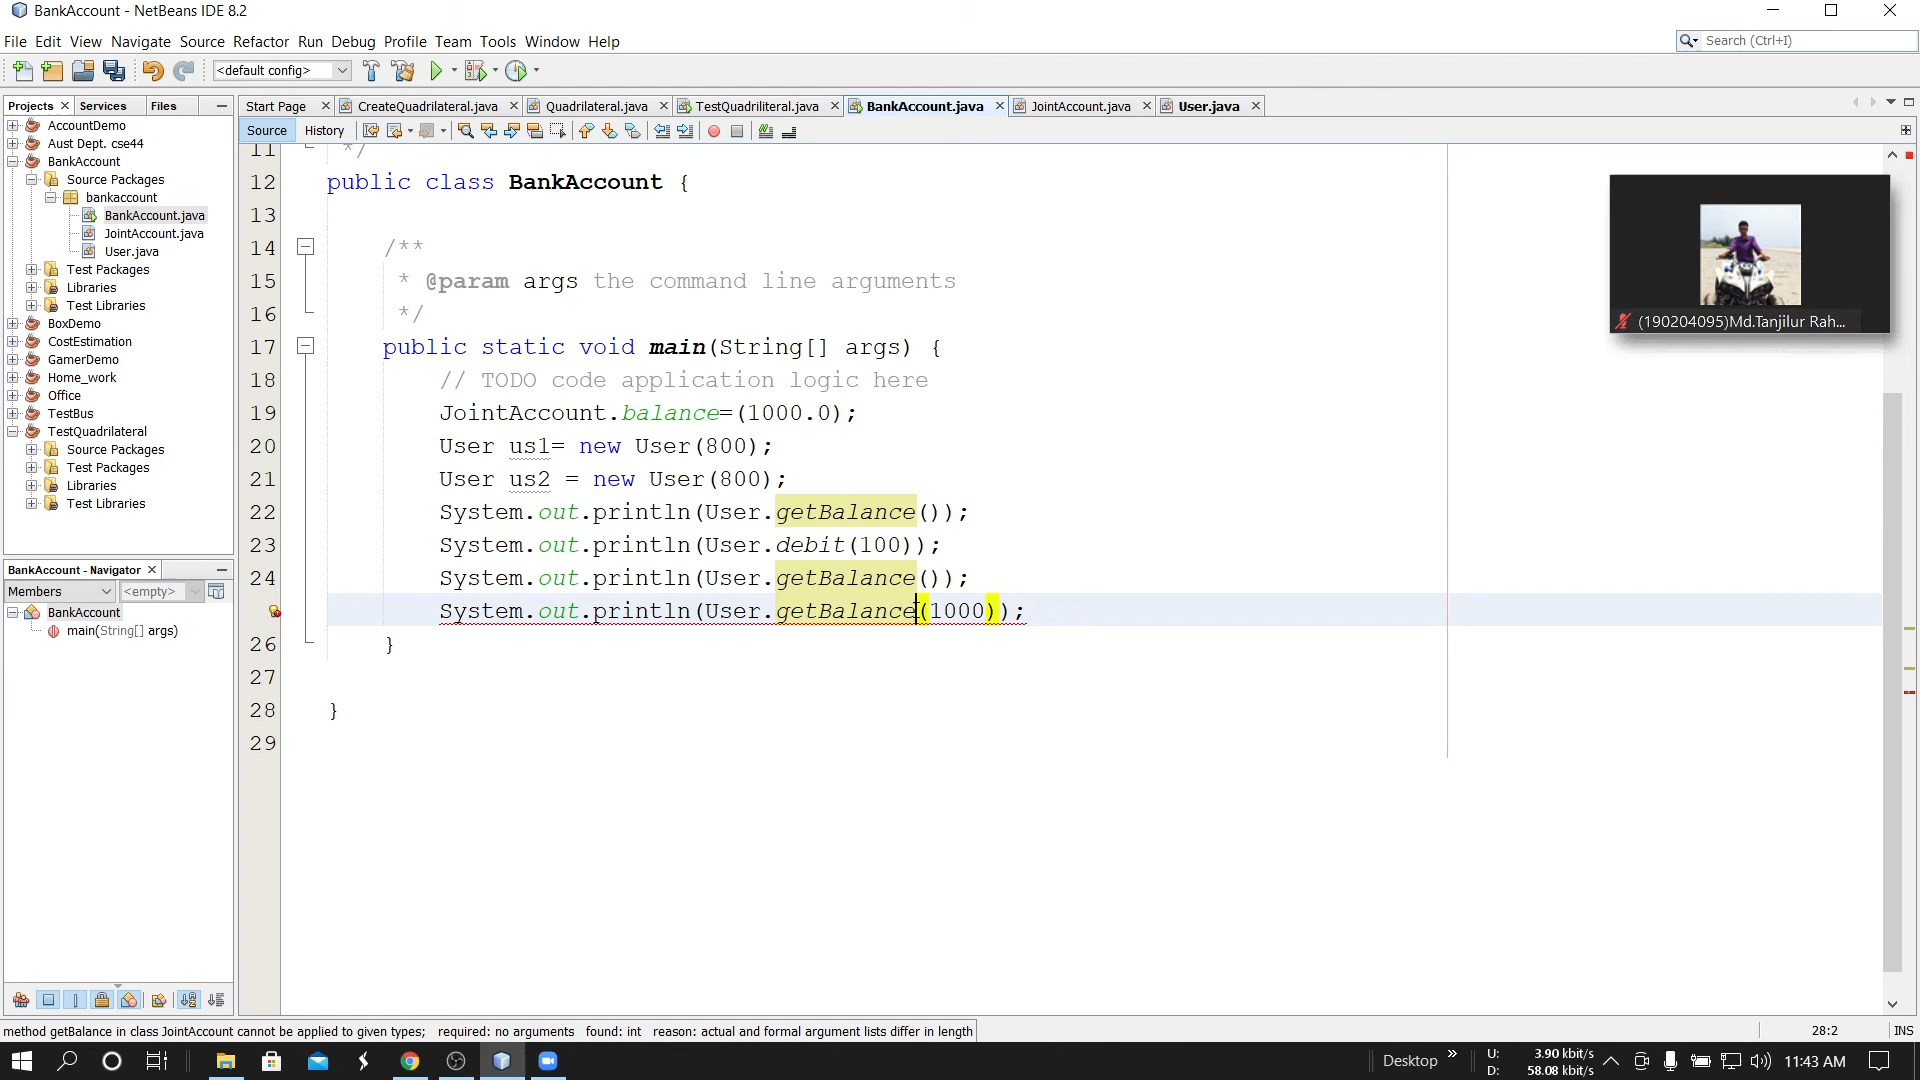 BankAccount - NetBeans IDE 8.2
File Edit View Navigate Source Refactor Run Debug Profile Team Tools Window Help
Search (Ctrl+I)
<default config>
Projects Services Files
Start Page CreateQuadrilateral.java Quadrilateral.java TestQuadriliteral.java BankAccount.java JointAccount.java User.java
Source History
AccountDemo
Aust Dept. cse44
BankAccount
Source Packages
bankaccount
BankAccount.java
JointAccount.java
User.java
Test Packages
Libraries
Test Libraries
BoxDemo
CostEstimation
GamerDemo
Home_work
Office
TestBus
TestQuadrilateral
Source Packages
Test Packages
Libraries
Test Libraries
BankAccount - Navigator
Members <empty>
BankAccount
main(String[] args)
11 */
12 public class BankAccount {
13
14 /**
15 * @param args the command line arguments
16 */
17 public static void main(String[] args) {
18 // TODO code application logic here
19 JointAccount.balance=(1000.0);
20 User us1= new User(800);
21 User us2 = new User(800);
22 System.out.println(User.getBalance());
23 System.out.println(User.debit(100));
24 System.out.println(User.getBalance());
System.out.println(User.getBalance(1000));
26 }
27
28 }
29
(190204095)Md.Tanjilur Rah...
method getBalance in class JointAccount cannot be applied to given types; required: no arguments found: int reason: actual and formal argument lists differ in length
28:2 INS
Desktop
U: 3.90 kbit/s
D: 58.08 kbit/s
11:43 AM